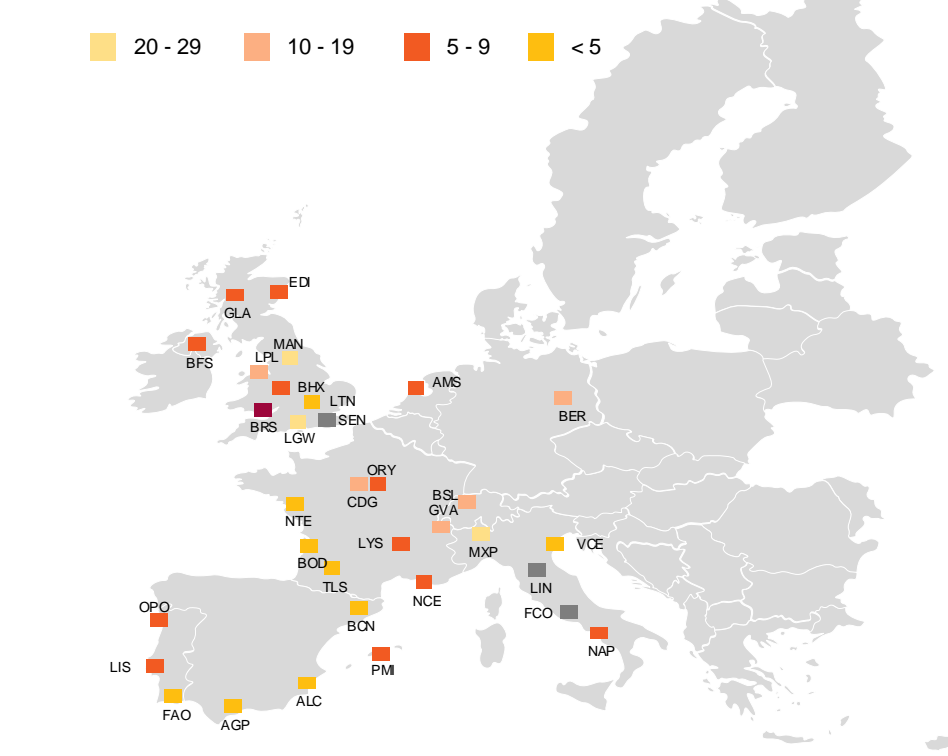 20 - 29 10 - 19 5 - 9 < 5
EDI
GLA
MAN
BFS
LPL
BHX
AMS
LTN
BER
BRS
SEN
LGW
ORY
CDG
BSL
GVA
NTE
LYS
VCE
MXP
BOD
TLS
LIN
NCE
OPO
FCO
BCN
NAP
LIS
PMI
ALC
FAO
AGP